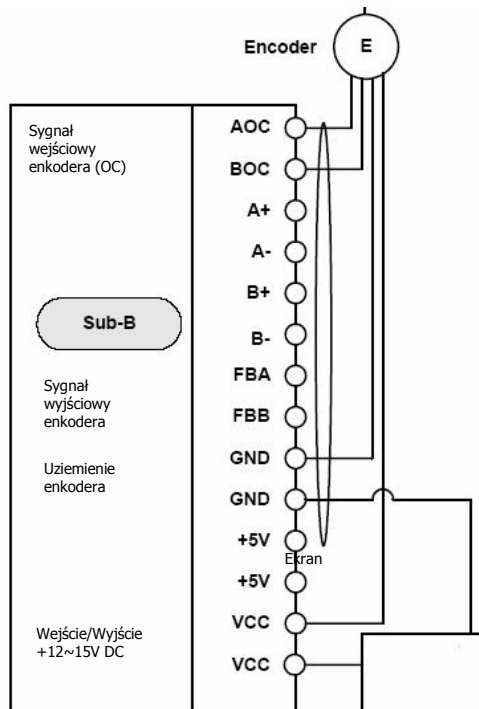 Encoder
E
Sygnał
wejściowy
enkodera (OC)
AOC
BOC
A+
A-
B+
Sub-B
B-
Sygnał
wyjściowy
enkodera
FBA
FBB
Uziemienie
enkodera
GND
GND
+5V
Ekran
+5V
Wejście/Wyjście
+12~15V DC
VCC
VCC